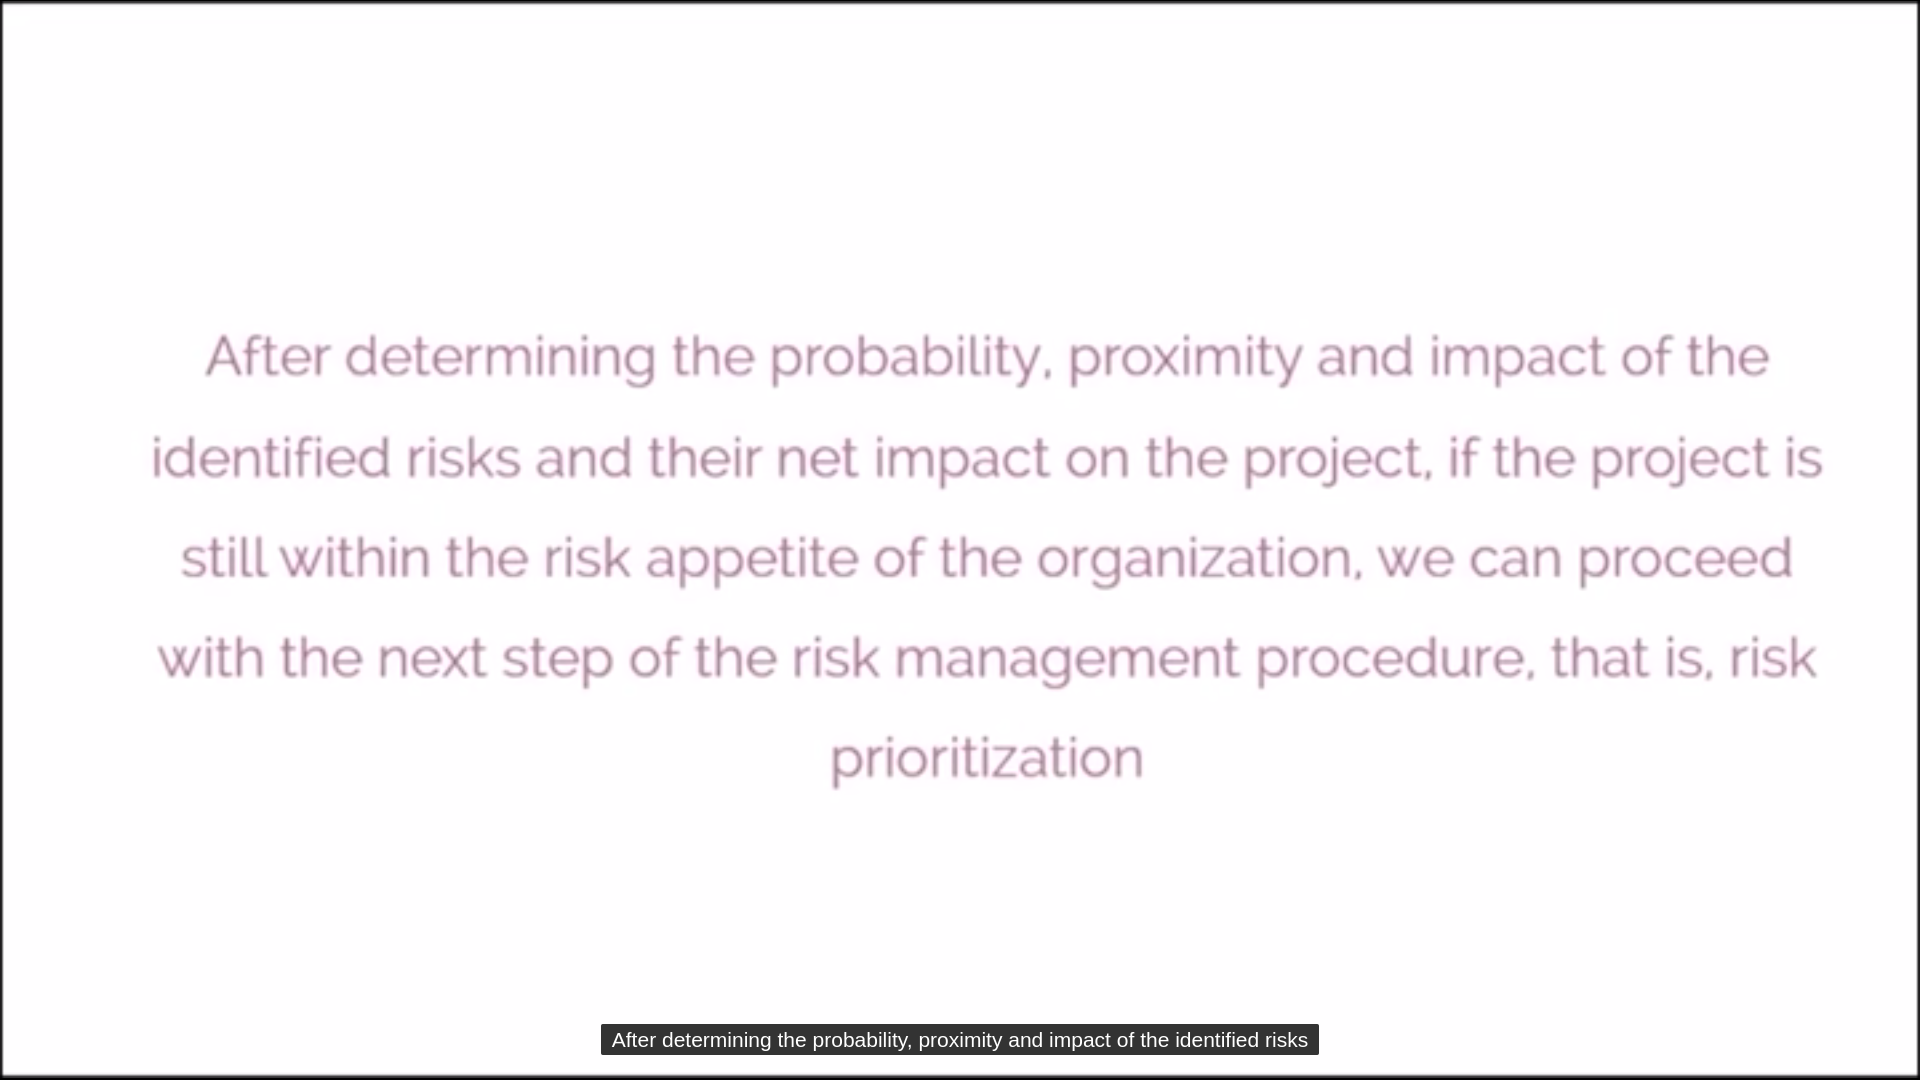 After determining the probability, proximity and impact of the
identified risks and their net impact on the project, if the project is
still within the risk appetite of the organization, we can proceed
with the next step of the risk management procedure, that is, risk
prioritization
After determining the probability, proximity and impact of the identified risks